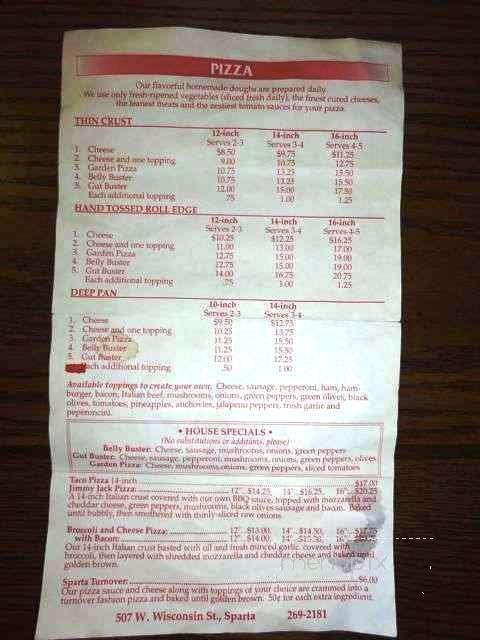 PIZZA
Our flavorful homemade doughs are prepared daily.
We use only fresh-ripened vegetables (sliced fresh daily), the finest cured cheeses,
the leanest meats and the zestiest tomato sauces for your pizza.
THIN CRUST
12-inch 14-inch 16-inch
Serves 2-3 Serves 3-4 Serves 4-5
1. Cheese $8.50 $9.75 $11.25
2. Cheese and one topping 9.00 10.75 12.75
3. Garden Pizza 10.75 13.25 15.50
4. Belly Buster 10.75 13.25 15.50
5. Gut Buster 12.00 15.00 17.50
Each additional topping .75 1.00 1.25
HAND TOSSED ROLL EDGE
12-inch 14-inch 16-inch
Serves 2-3 Serves 3-4 Serves 4-5
1. Cheese $10.25 $12.25 $16.25
2. Cheese and one topping 11.00 13.00 17.00
3. Garden Pizza 12.75 15.00 19.00
4. Belly Buster 12.75 15.00 19.00
5. Gut Buster 14.00 16.75 20.75
Each additional topping .75 1.00 1.25
DEEP PAN
10-inch 14-inch
Serves 2-3 Serves 3-4
1. Cheese $9.50 $12.75
2. Cheese and one topping 10.25 13.75
3. Garden Pizza 11.25 15.50
4. Belly Buster 11.25 15.50
5. Gut Buster 12.00 17.25
ach additional topping .50 1.00
Available toppings to create your own: Cheese, sausage, pepperoni, ham, ham-
burger, bacon, Italian beef, mushrooms, onions, green peppers, green olives, black
olives, tomatoes, pineapples, anchovies, jalapeno peppers, fresh garlic and
peperoncini.
• HOUSE SPECIALS •
(No substitutions or additions, please)
Belly Buster: Cheese, sausage, mushrooms, onions, green peppers
Gut Buster: Cheese, sausage, pepperoni, mushrooms, onions, green peppers, olives
Garden Pizza: Cheese, mushrooms, onions, green peppers, sliced tomatoes
Taco Pizza 14-inch $17.00
Jimmy Jack Pizza: 12"..$14.25, 14"..$16.25, 16"..$20.25
A 14-inch Italian crust covered with our own BBQ sauce, topped with mozzarella and
cheddar cheese, green peppers, mushrooms, black olives sausage and bacon. Baked
until bubbly, then smothered with thinly-sliced raw onions.
Broccoli and Cheese Pizza: 12"..$13.00, 14"..$14.50, 16"
with Bacon: 12"..$14.00, 14"..$15.50, 16"
Our 14-inch Italian crust basted with oil and fresh minced garlic, covered with
broccoli, then layered with shredded mozzarella and cheddar cheese and baked until
golden brown.
Sparta Turnover: $6.00
Our pizza sauce and cheese along with toppings of your choice are crammed into a
turnover fashion pizza and baked until golden brown. 50¢ for each extra ingredient.
507 W. Wisconsin St., Sparta 269-2181